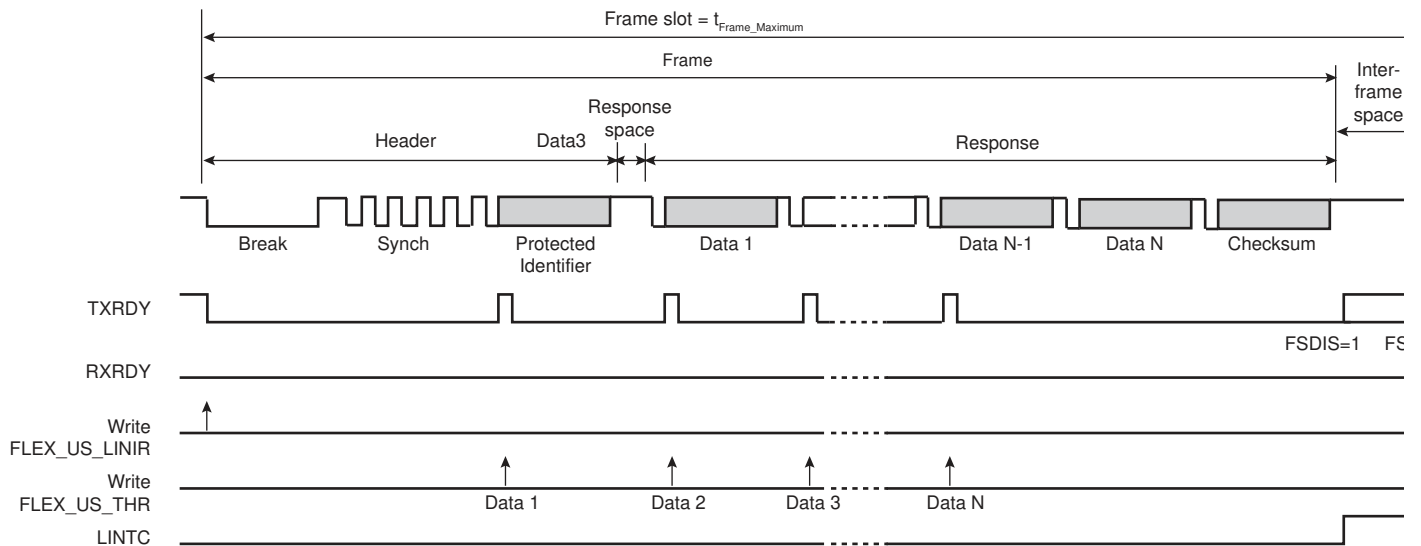 Frame slot = tFrame_Maximum
Frame
Inter-
frame
space
Response
space
Header
Data3
Response
Break
Synch
Protected
Identifier
Data 1
Data N-1
Data N
Checksum
TXRDY
FSDIS=1
FS
RXRDY
Write
FLEX_US_LINIR
Write
FLEX_US_THR
Data 1
Data 2
Data 3
Data N
LINTC